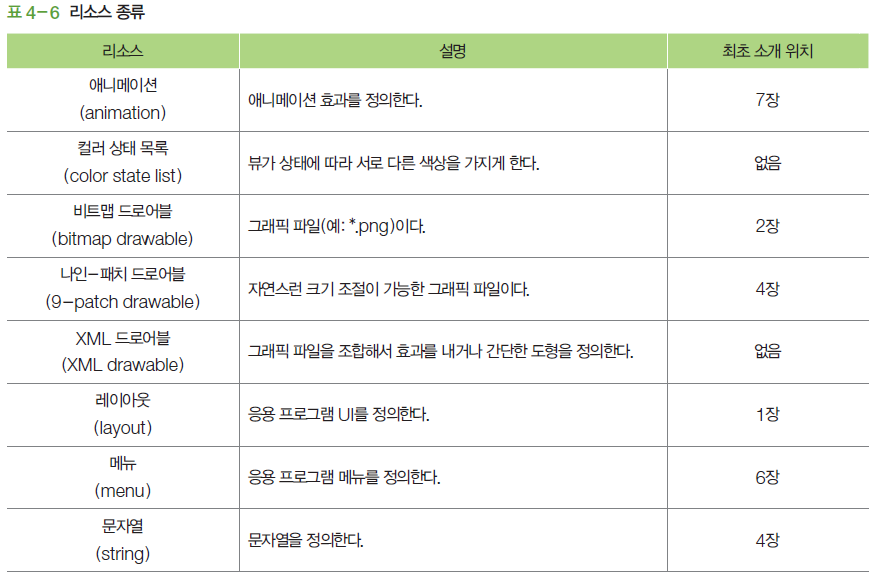 표 4-6 리소스 종류
리소스 설명 최초 소개 위치
애니메이션
(animation)
애니메이션 효과를 정의한다. 7장
컬러 상태 목록
(color state list)
뷰가 상태에 따라 서로 다른 색상을 가지게 한다. 없음
비트맵 드로어블
(bitmap drawable)
그래픽 파일(예: *.png)이다. 2장
나인-패치 드로어블
(9-patch drawable)
자연스런 크기 조절이 가능한 그래픽 파일이다. 4장
XML 드로어블
(XML drawable)
그래픽 파일을 조합해서 효과를 내거나 간단한 도형을 정의한다. 없음
레이아웃
(layout)
응용 프로그램 UI를 정의한다. 1장
메뉴
(menu)
응용 프로그램 메뉴를 정의한다. 6장
문자열
(string)
문자열을 정의한다. 4장